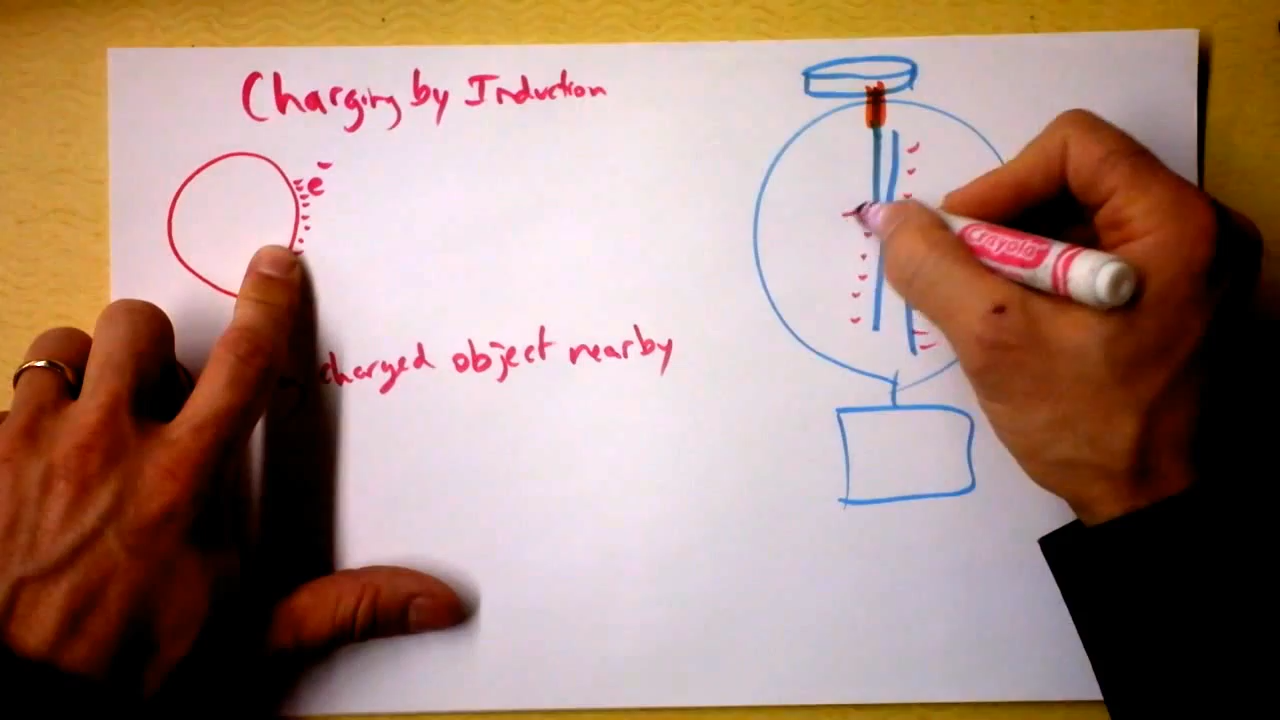 Charging by Induction
e-
charged object nearby
Crayola